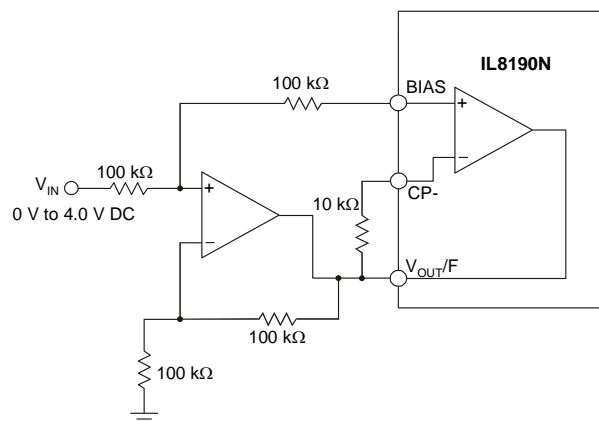 IL8190N
100 kΩ
BIAS
+
−
100 kΩ
V_IN
0 V to 4.0 V DC
+
−
10 kΩ
CP-
V_OUT/F
100 kΩ
100 kΩ